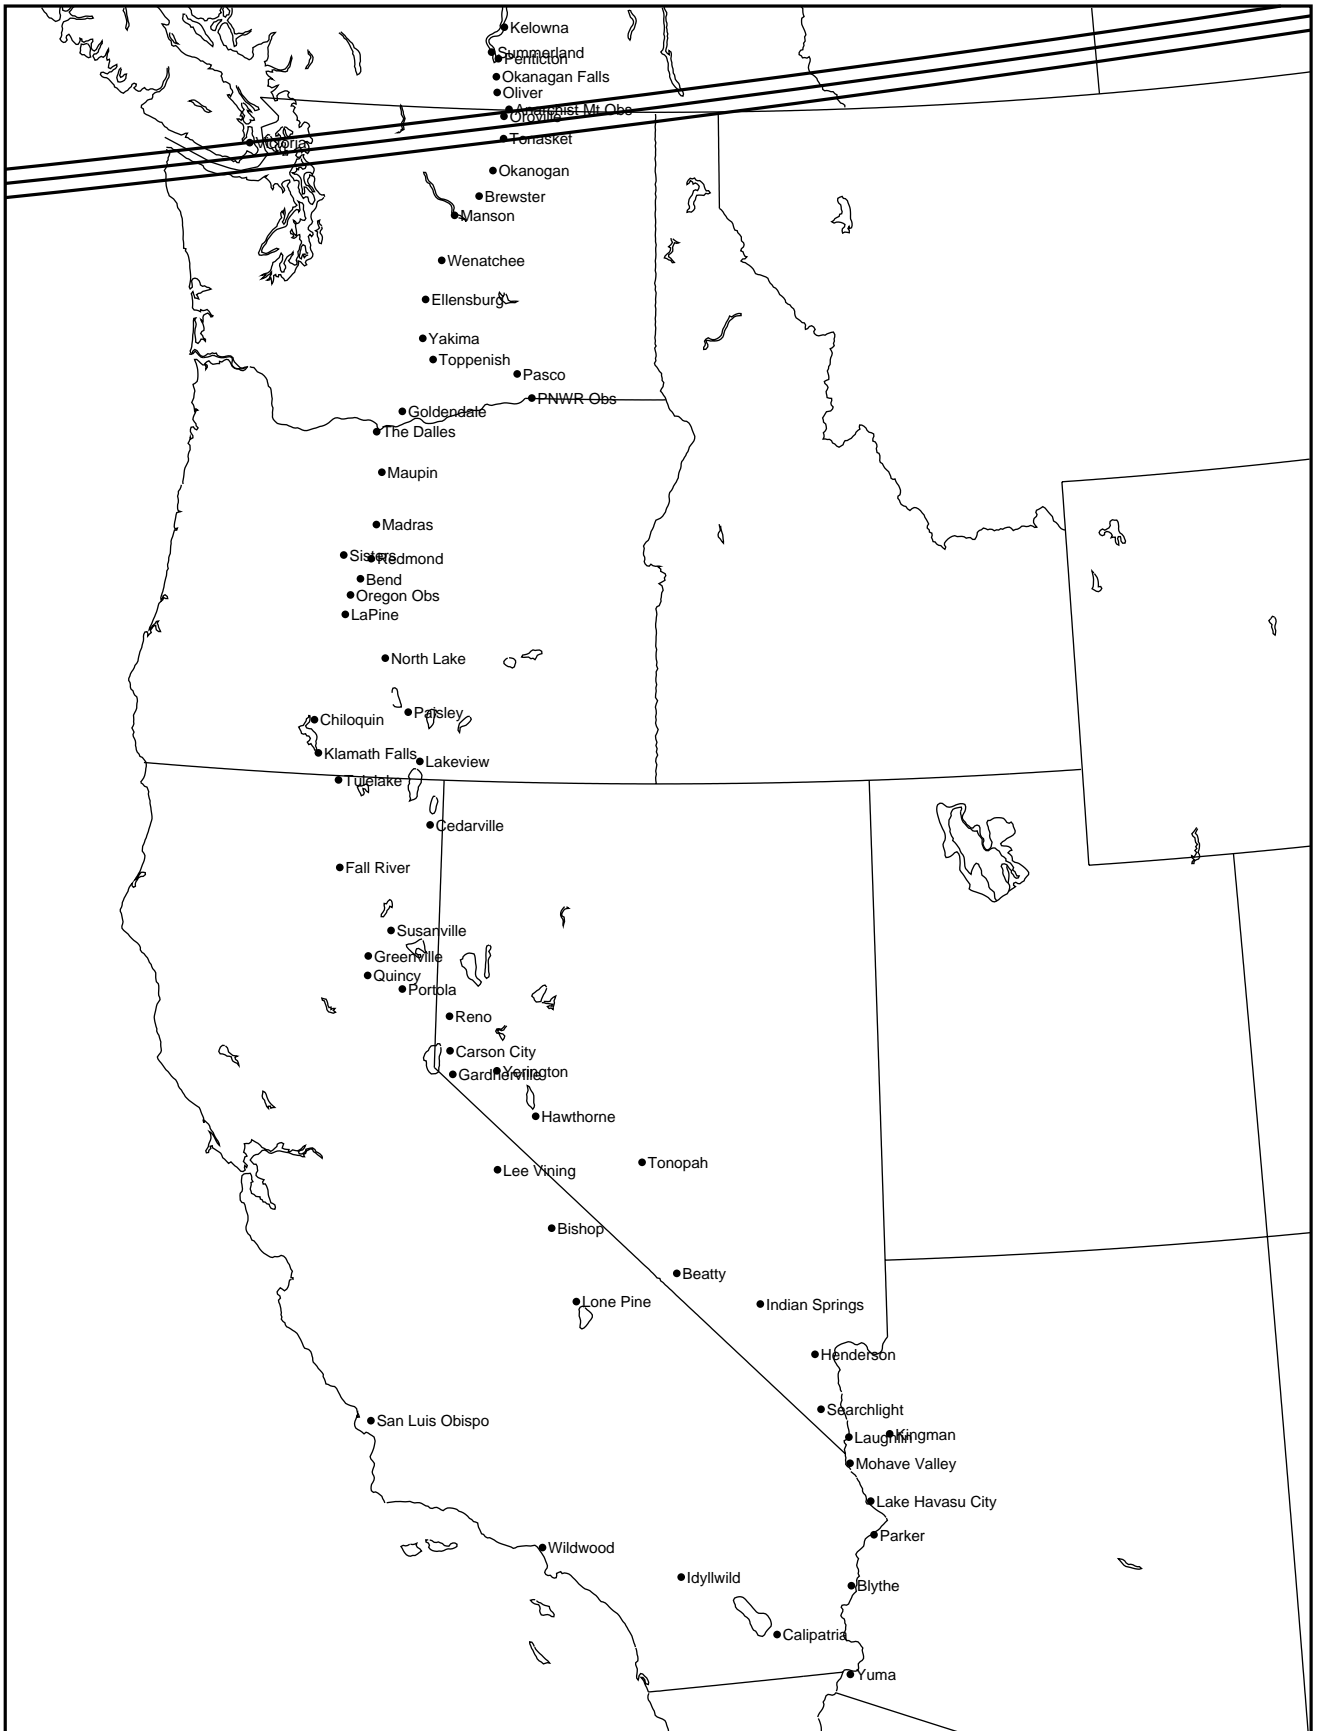 Kelowna
Summerland
Penticton
Okanagan Falls
Oliver
Anarchist Mt Obs
Oroville
Tonasket
Victoria
Okanogan
Brewster
Manson
Wenatchee
Ellensburg
Yakima
Toppenish
Pasco
PNWR Obs
Goldendale
The Dalles
Maupin
Madras
Sisters
Redmond
Bend
Oregon Obs
LaPine
North Lake
Paisley
Chiloquin
Klamath Falls
Lakeview
Tulelake
Cedarville
Fall River
Susanville
Greenville
Quincy
Portola
Reno
Carson City
Yerington
Gardnerville
Hawthorne
Tonopah
Lee Vining
Bishop
Beatty
Lone Pine
Indian Springs
Henderson
Searchlight
San Luis Obispo
Kingman
Laughlin
Mohave Valley
Lake Havasu City
Parker
Wildwood
Idyllwild
Blythe
Calipatria
Yuma